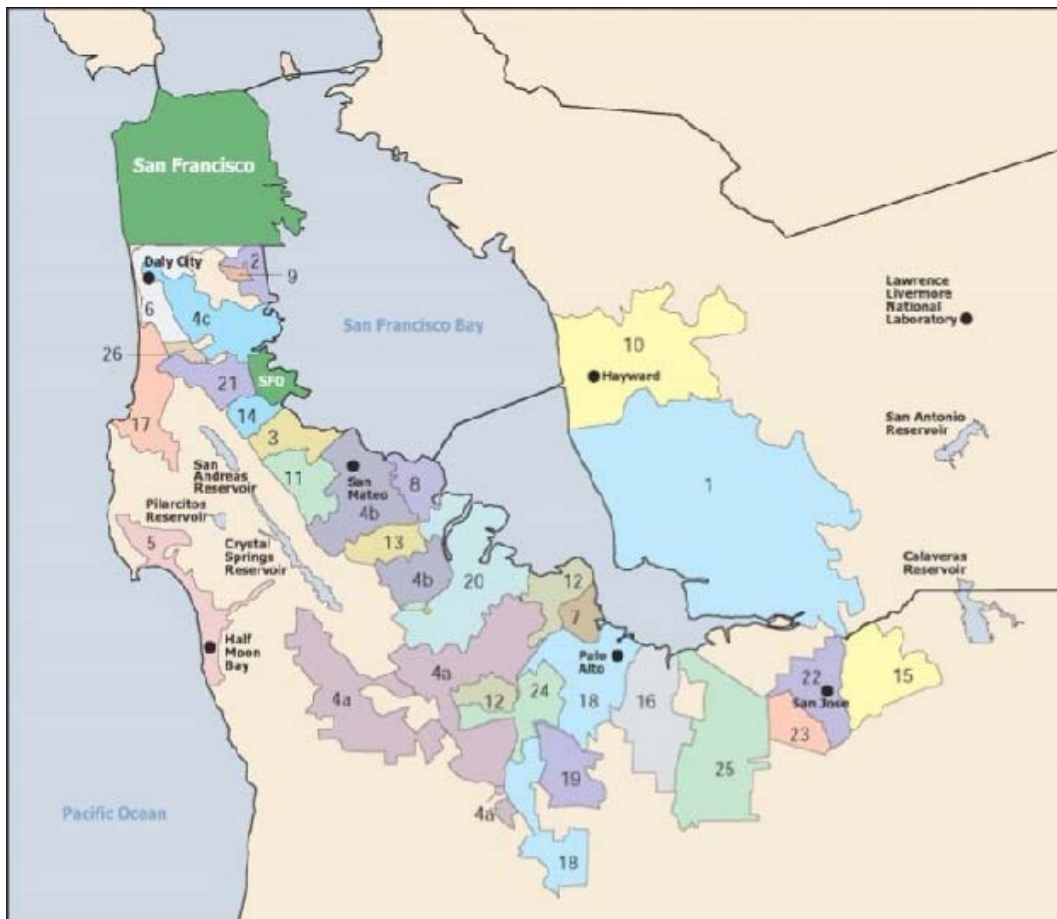 San Francisco
Daly City
2
9
6
4c
San Francisco Bay
Lawrence
Livermore
National
Laboratory
10
Hayward
26
21
SFO
14
17
3
San Antonio
Reservoir
San
Andreas
Reservoir
11
San
Mateo
8
1
4b
Pilarcitos
Reservoir
5
Crystal
Springs
Reservoir
13
4b
20
12
7
Calaveras
Reservoir
Half
Moon
Bay
Palo
Alto
4a
4a
12
24
18
16
22
San Jose
15
23
19
25
Pacific Ocean
4a
18